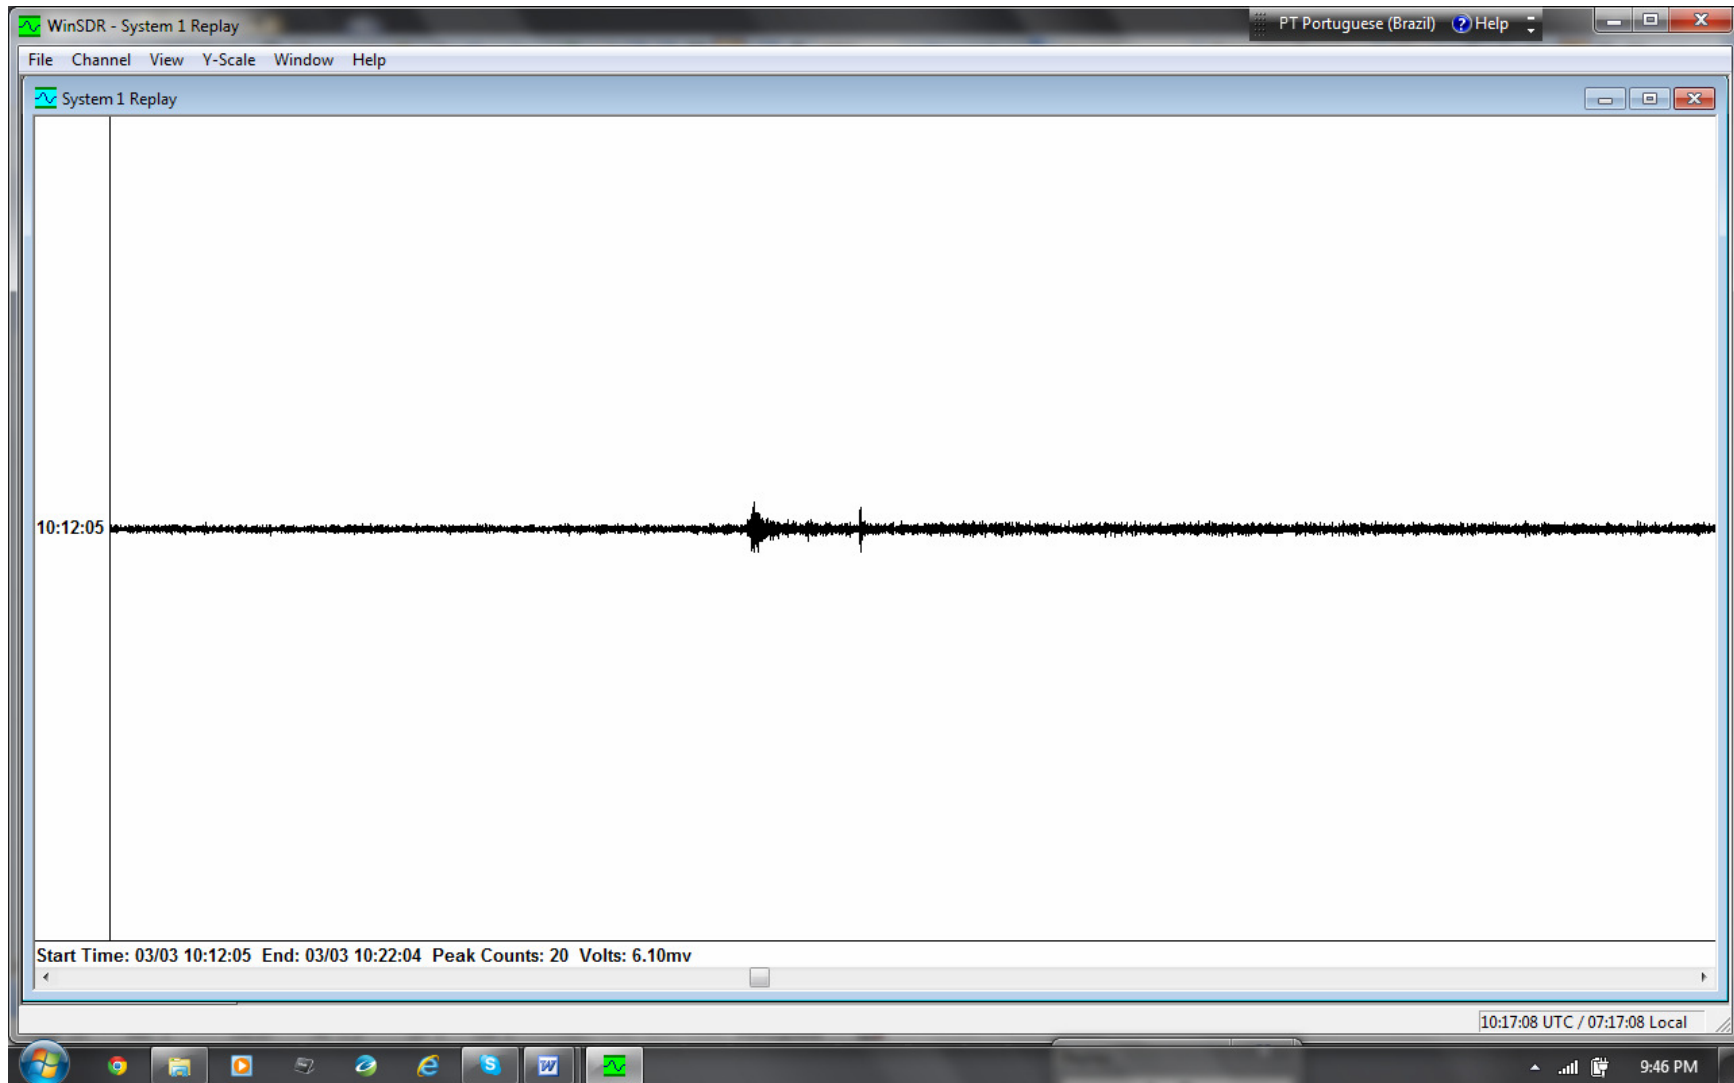 WinSDR - System 1 Replay
PT Portuguese (Brazil) Help
File Channel View Y-Scale Window Help
System 1 Replay
10:12:05
Start Time: 03/03 10:12:05 End: 03/03 10:22:04 Peak Counts: 20 Volts: 6.10mv
10:17:08 UTC / 07:17:08 Local
9:46 PM